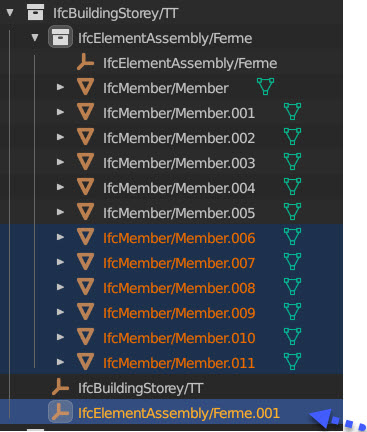 IfcBuildingStorey/TT
IfcElementAssembly/Ferme
IfcElementAssembly/Ferme
IfcMember/Member
IfcMember/Member.001
IfcMember/Member.002
IfcMember/Member.003
IfcMember/Member.004
IfcMember/Member.005
IfcMember/Member.006
IfcMember/Member.007
IfcMember/Member.008
IfcMember/Member.009
IfcMember/Member.010
IfcMember/Member.011
IfcBuildingStorey/TT
IfcElementAssembly/Ferme.001